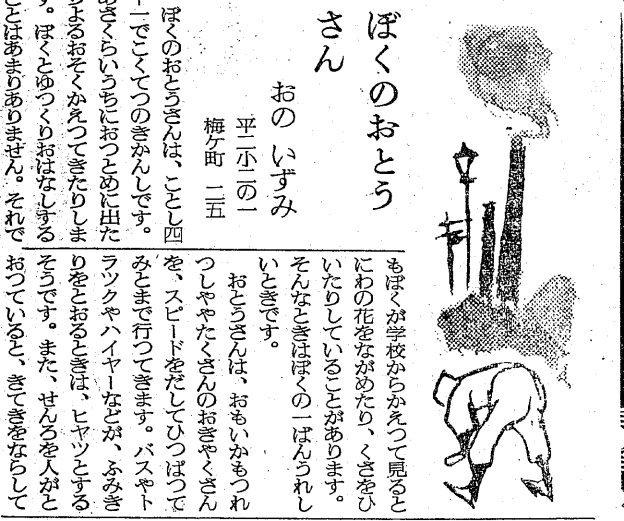 ぼくのおとう
さん
おの いずみ
平二小二の一
梅ケ町 二五
ぼくのおとうさんは、ことし四
十一でこくてつのきかんしです。
あさくらいうちにおつとめに出た
りよるおそくかえつてきたりしま
す。ぼくとゆつくりおはなしする
ことはあまりありません。それで
もぼくが学校からかえつて見ると
にわの花をながめたり、くさをひ
いたりしていることがあります。
そんなときはぼくの一ばんうれし
いときです。
おとうさんは、おもいかもつれ
つしややたくさんのおきやくさん
を、スピードをだしてひつぱつて
みとまで行つてきます。バスやト
ラツクやハイヤーなどが、ふみき
りをとおるときは、ヒヤツとする
そうです。また、せんろを人がと
おつていると、きてきをならして